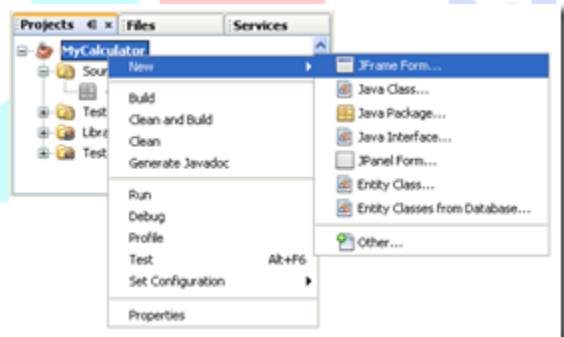 Projects Files Services
MyCalculator
Sour
Test
Libra
Test
New
Build
Clean and Build
Clean
Generate Javadoc
Run
Debug
Profile
Test Alt+F6
Set Configuration
Properties
JFrame Form...
Java Class...
Java Package...
Java Interface...
JPanel Form...
Entity Class...
Entity Classes from Database...
Other...